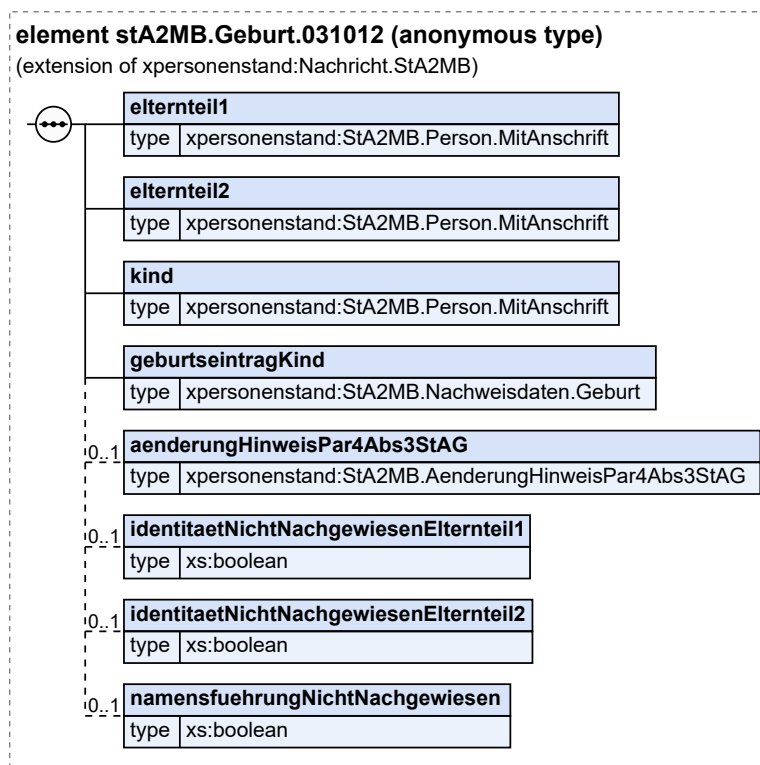 element stA2MB.Geburt.031012 (anonymous type)
(extension of xpersonenstand:Nachricht.StA2MB)
elternteil1
type xpersonenstand:StA2MB.Person.MitAnschrift
elternteil2
type xpersonenstand:StA2MB.Person.MitAnschrift
kind
type xpersonenstand:StA2MB.Person.MitAnschrift
geburtseintragKind
type xpersonenstand:StA2MB.Nachweisdaten.Geburt
0..1 aenderungHinweisPar4Abs3StAG
type xpersonenstand:StA2MB.AenderungHinweisPar4Abs3StAG
0..1 identitaetNichtNachgewiesenElternteil1
type xs:boolean
0..1 identitaetNichtNachgewiesenElternteil2
type xs:boolean
0..1 namensfuehrungNichtNachgewiesen
type xs:boolean